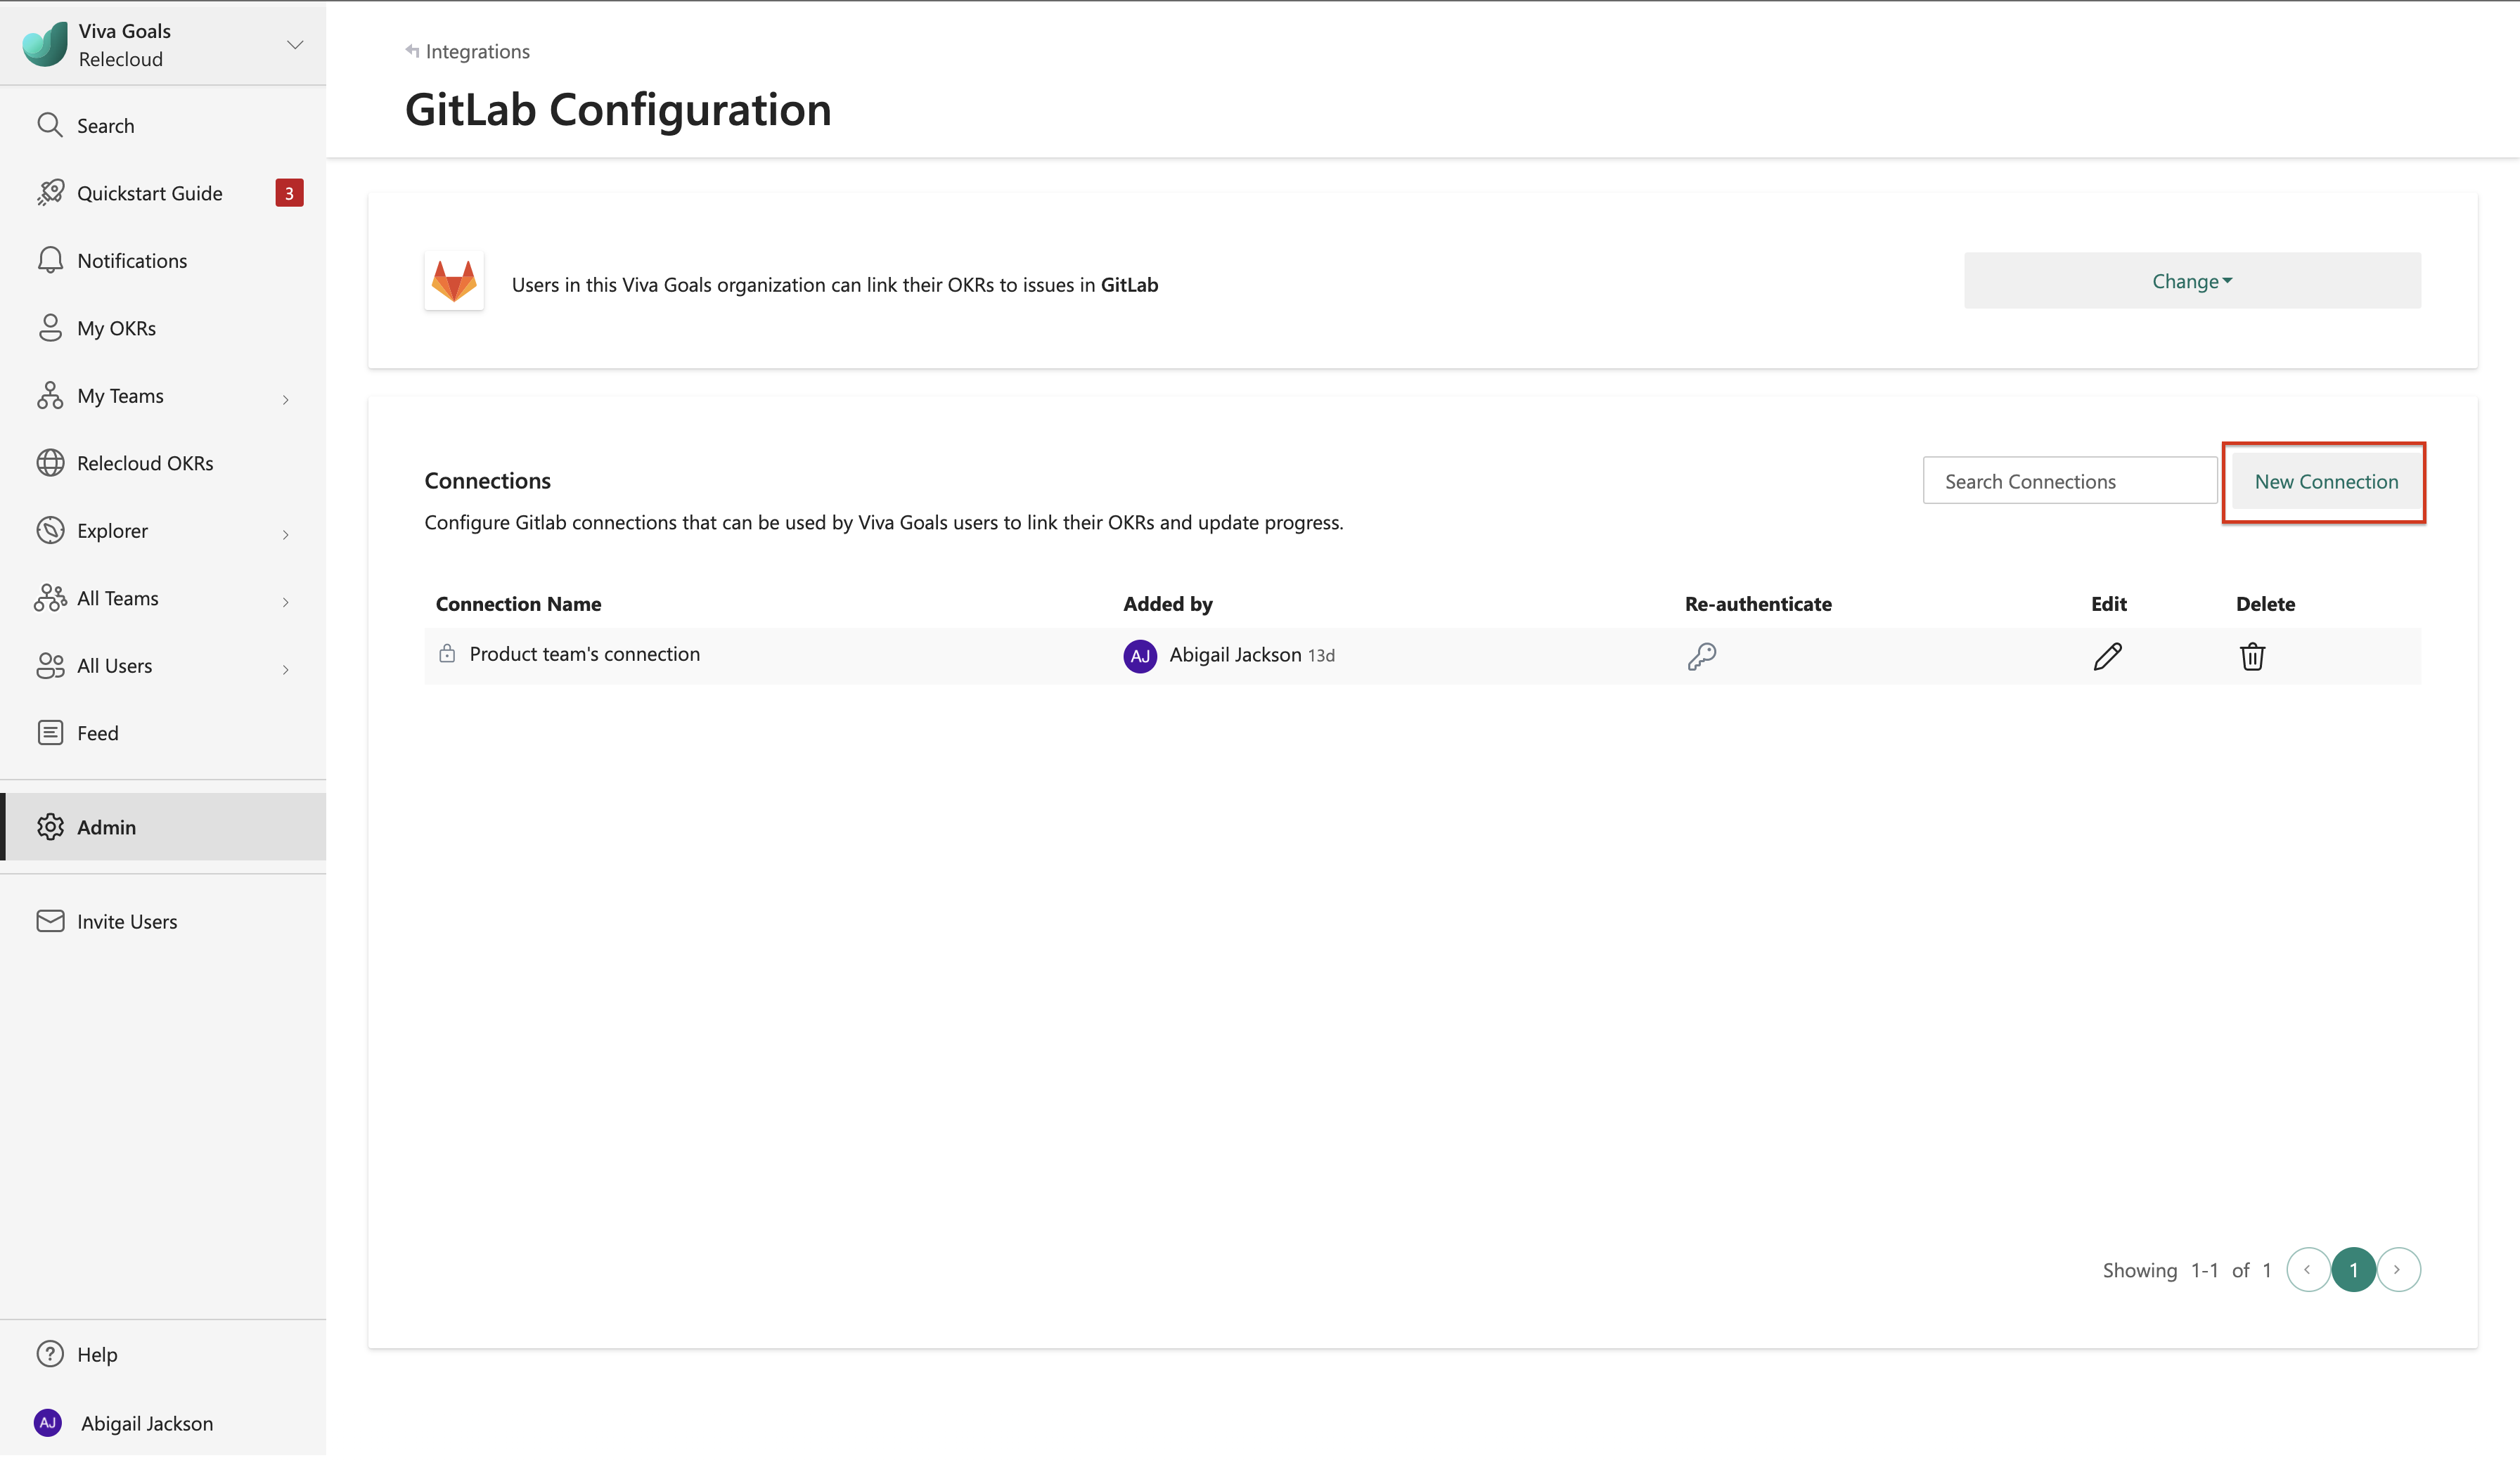 Viva Goals
Relecloud
Search
Quickstart Guide 3
Notifications
My OKRs
My Teams
Relecloud OKRs
Explorer
All Teams
All Users
Feed
Admin
Invite Users
Help
AJ Abigail Jackson
Integrations
GitLab Configuration
Users in this Viva Goals organization can link their OKRs to issues in GitLab
Change
Connections
Search Connections
New Connection
Configure Gitlab connections that can be used by Viva Goals users to link their OKRs and update progress.
Connection Name Added by Re-authenticate Edit Delete
Product team's connection AJ Abigail Jackson 13d
Showing 1-1 of 1 < 1 >